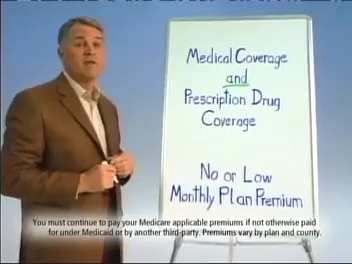 Medical Coverage
and
Prescription Drug
Coverage
No or Low
Monthly Plan Premium
You must continue to pay your Medicare applicable premiums if not otherwise paid
for under Medicaid or by another third-party. Premiums vary by plan and county.